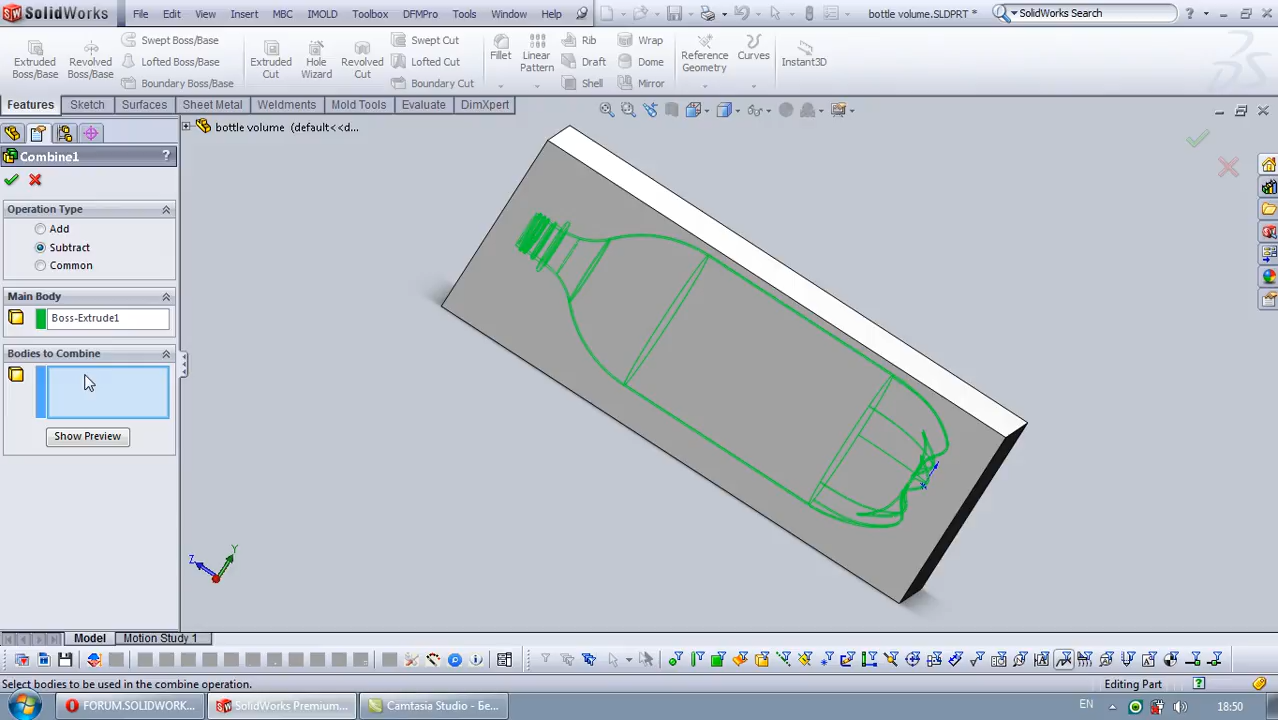 SolidWorks
File Edit View Insert MBC IMOLD Toolbox DFMPro Tools Window Help
bottle volume.SLDPRT *
SolidWorks Search
Extruded Boss/Base
Revolved Boss/Base
Swept Boss/Base
Lofted Boss/Base
Boundary Boss/Base
Extruded Cut
Hole Wizard
Revolved Cut
Swept Cut
Lofted Cut
Boundary Cut
Fillet
Linear Pattern
Rib
Draft
Shell
Wrap
Dome
Mirror
Reference Geometry
Curves
Instant3D
Features Sketch Surfaces Sheet Metal Weldments Mold Tools Evaluate DimXpert
bottle volume (default<<d...
Combine1 ?
Operation Type
Add
Subtract
Common
Main Body
Boss-Extrude1
Bodies to Combine
Show Preview
Y
Z
Model Motion Study 1
Select bodies to be used in the combine operation.
Editing Part
FORUM.SOLIDWORK...
SolidWorks Premium...
Camtasia Studio - Бе...
EN
18:50